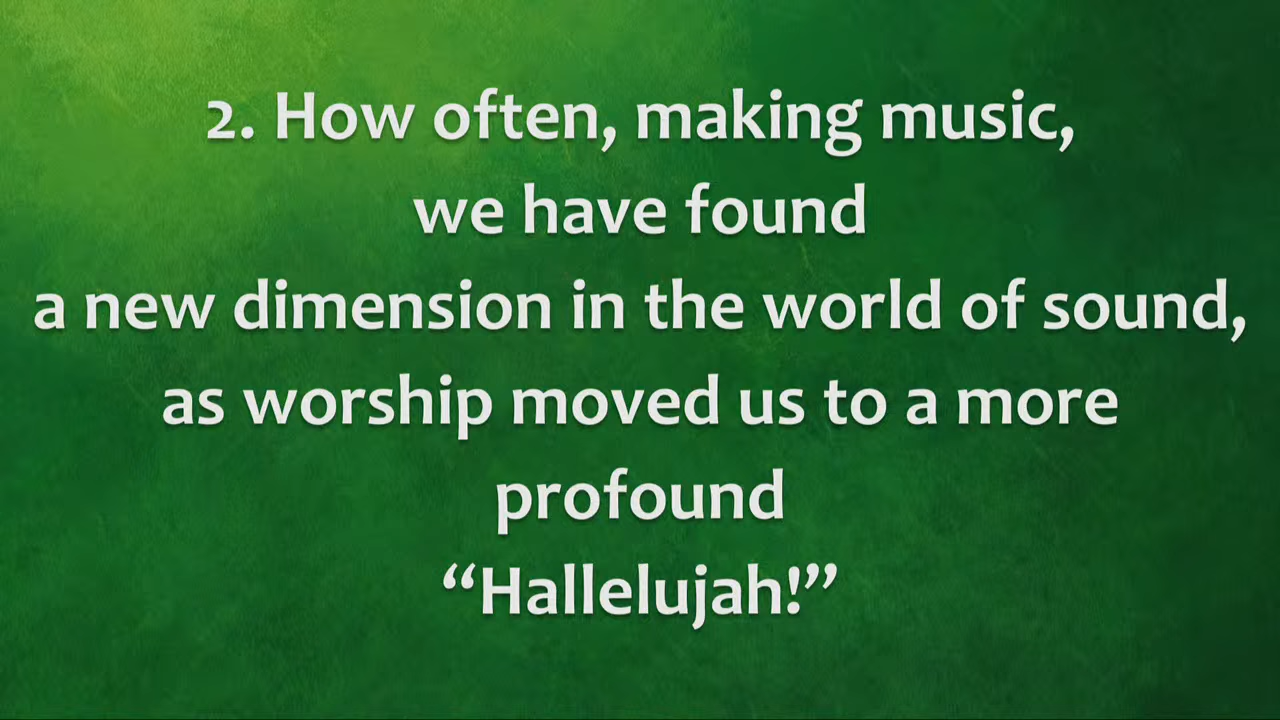 2. How often, making music,
we have found
a new dimension in the world of sound,
as worship moved us to a more
profound
“Hallelujah!”